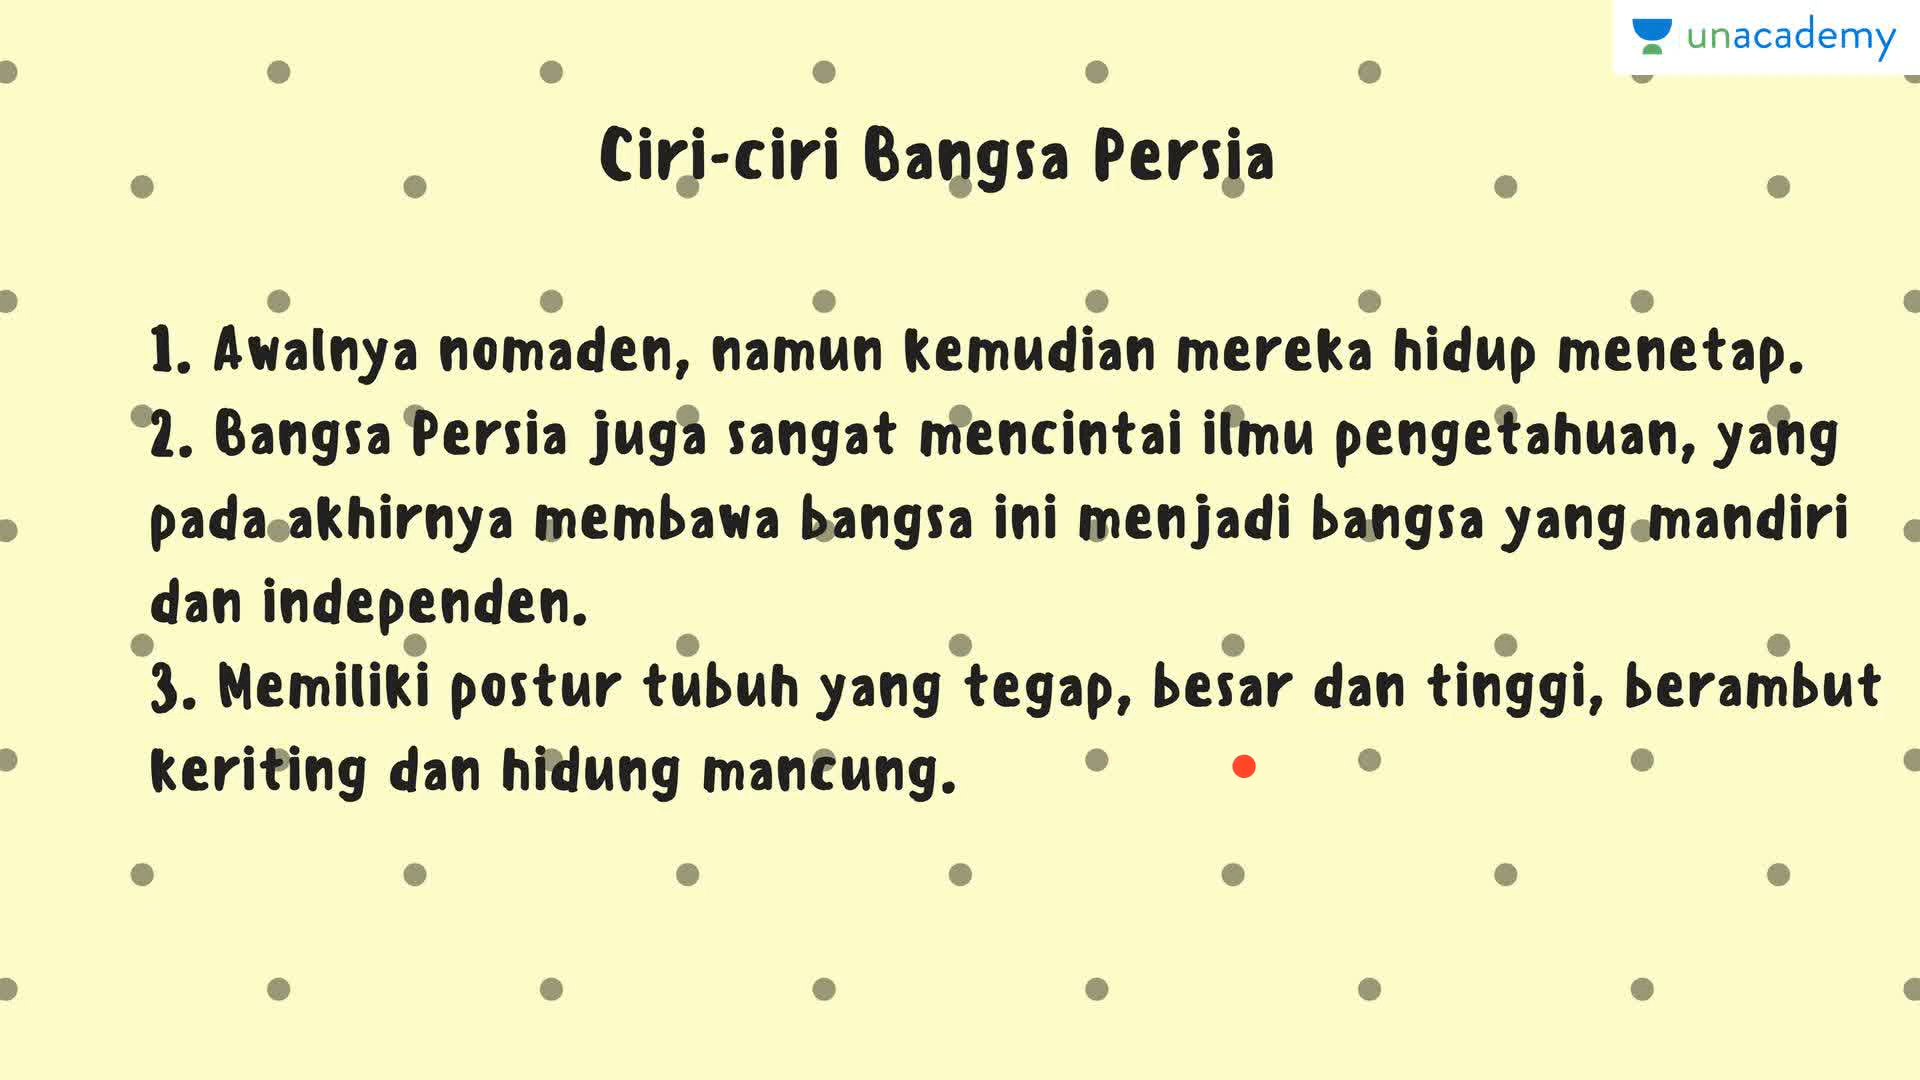 unacademy
Ciri-ciri Bangsa Persia
1. Awalnya nomaden, namun kemudian mereka hidup menetap.
2. Bangsa Persia juga sangat mencintai ilmu pengetahuan, yang
pada akhirnya membawa bangsa ini menjadi bangsa yang mandiri
dan independen.
3. Memiliki postur tubuh yang tegap, besar dan tinggi, berambut
keriting dan hidung mancung.